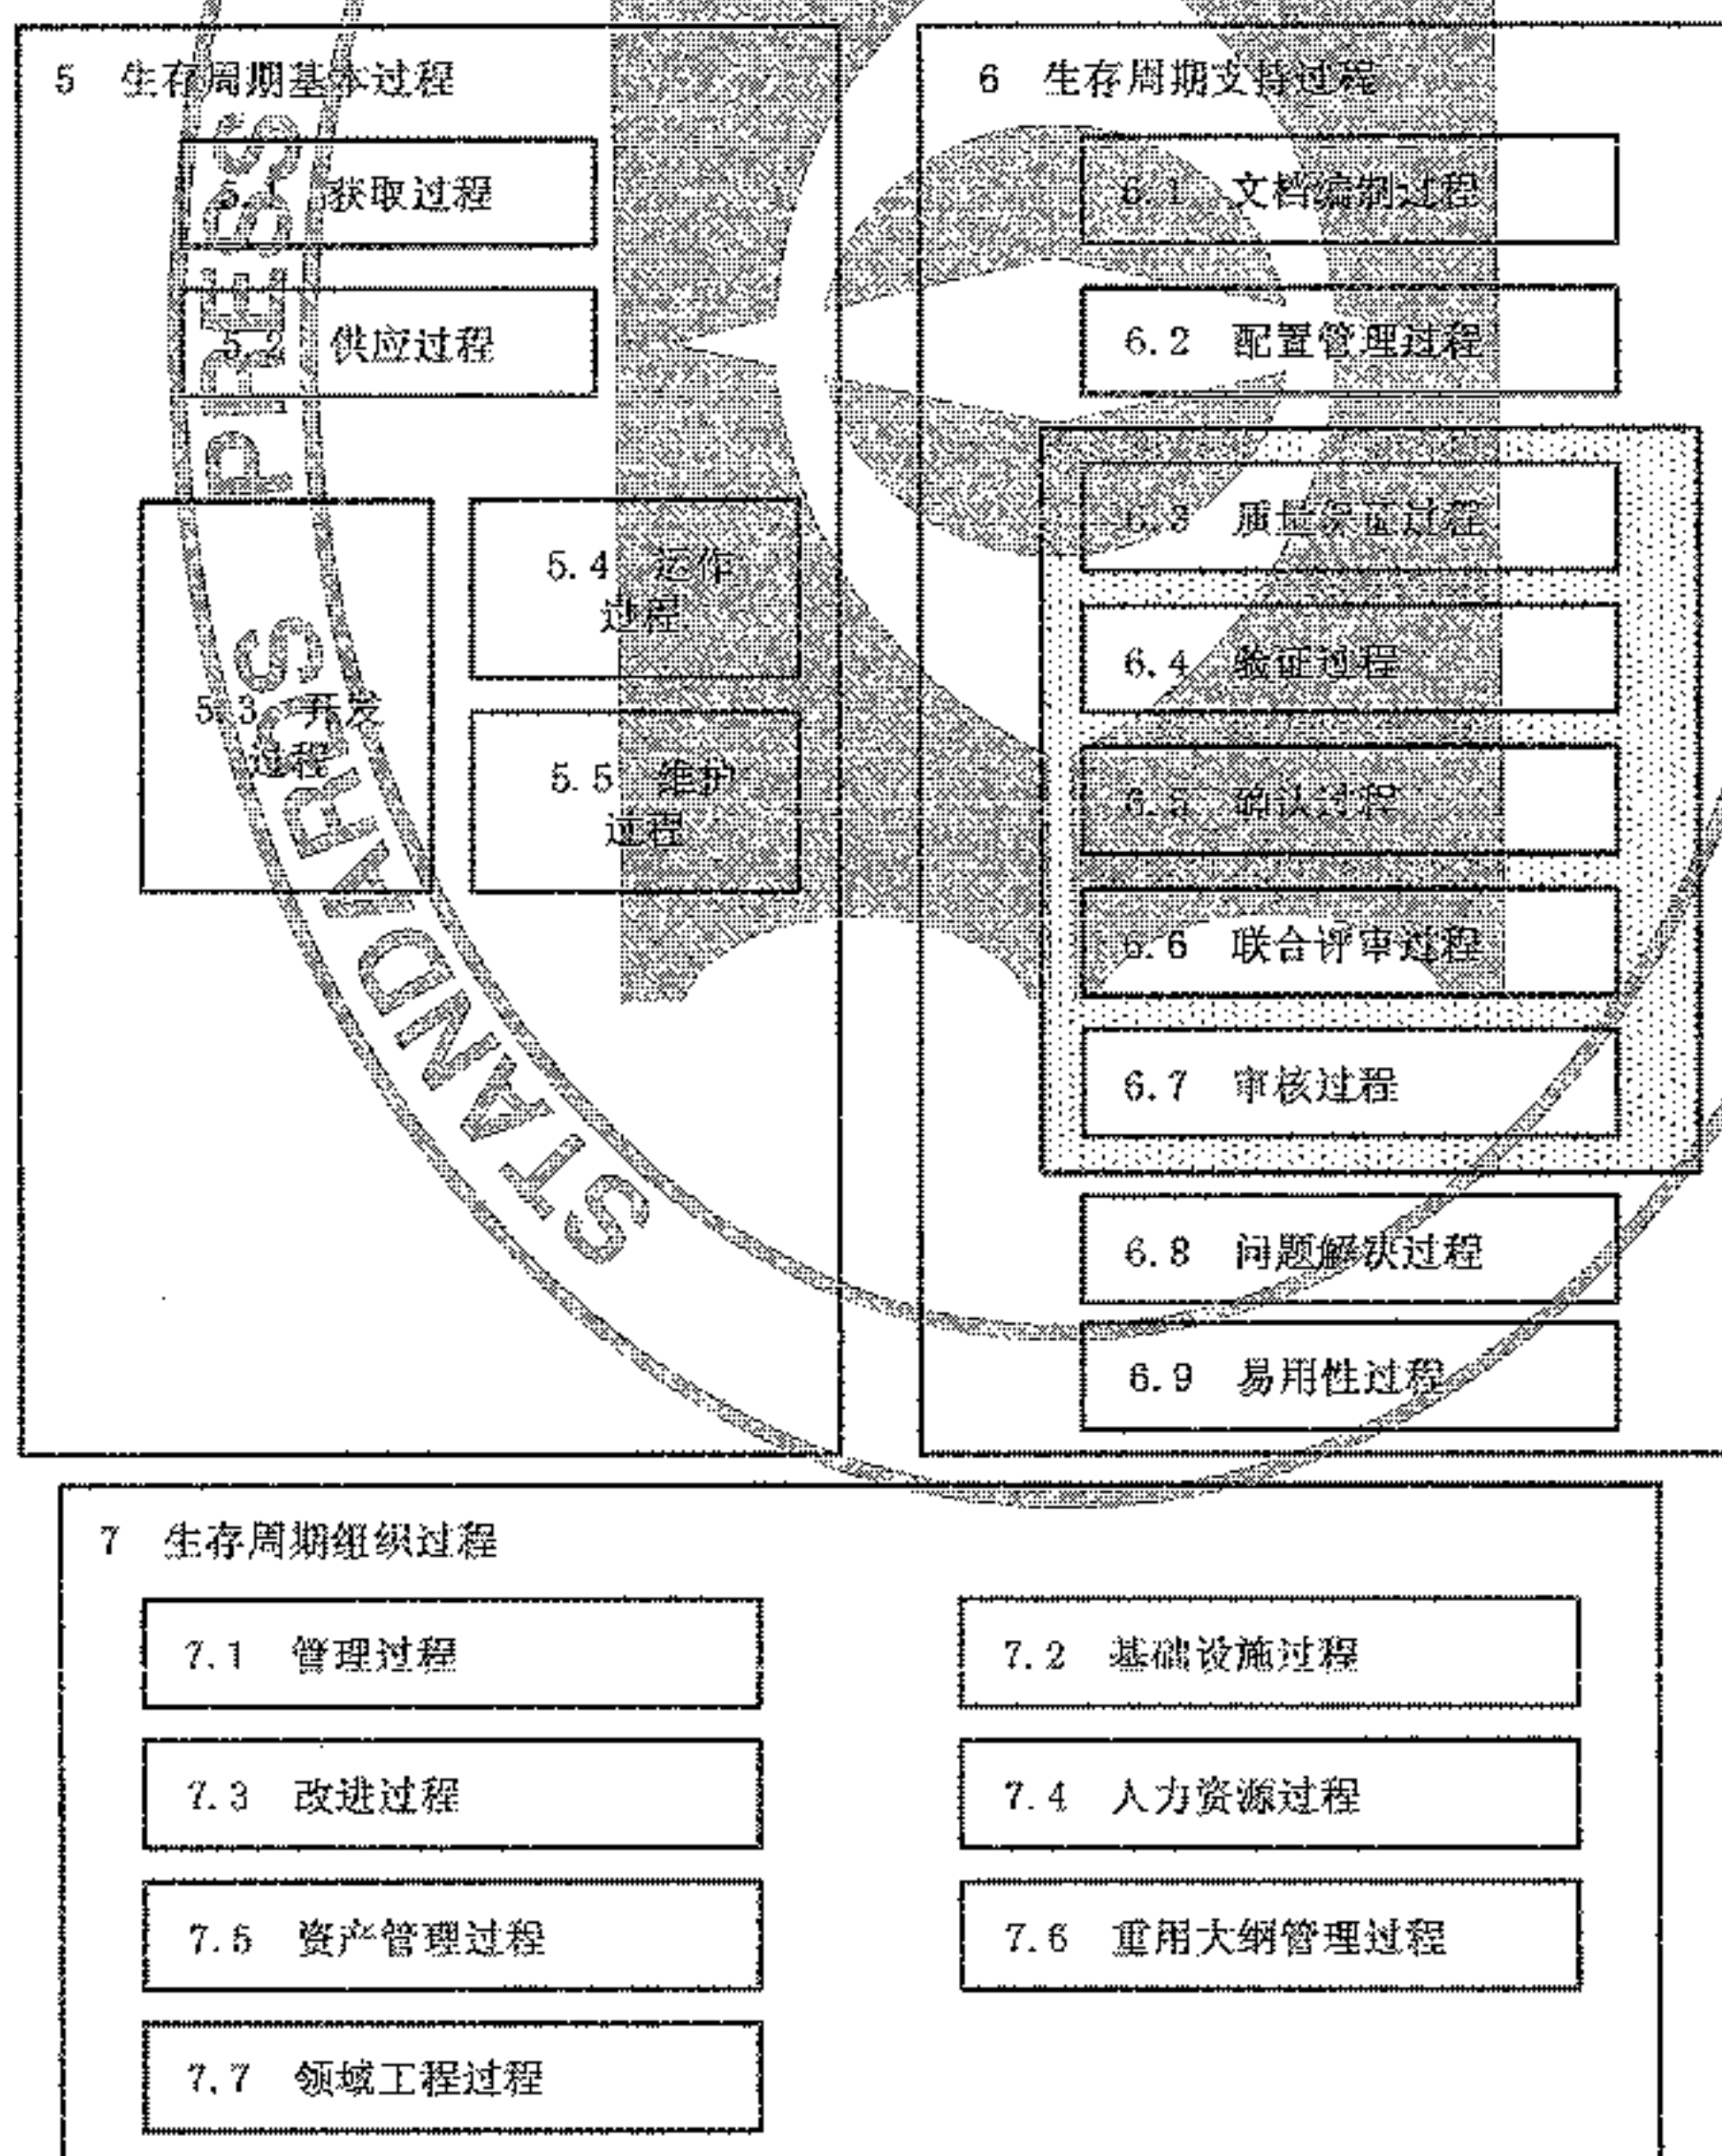 5 生存周期基本过程
5.1 获取过程
5.2 供应过程
5.3 开发
过程
5.4 运作
过程
5.5 维护
过程
6 生存周期支持过程
6.1 文档编制过程
6.2 配置管理过程
6.3 质量保证过程
6.4 验证过程
6.5 确认过程
6.6 联合评审过程
6.7 审核过程
6.8 问题解决过程
6.9 易用性过程
7 生存周期组织过程
7.1 管理过程
7.2 基础设施过程
7.3 改进过程
7.4 人力资源过程
7.5 资产管理过程
7.6 重用大纲管理过程
7.7 领域工程过程
STANDARDS PRESS